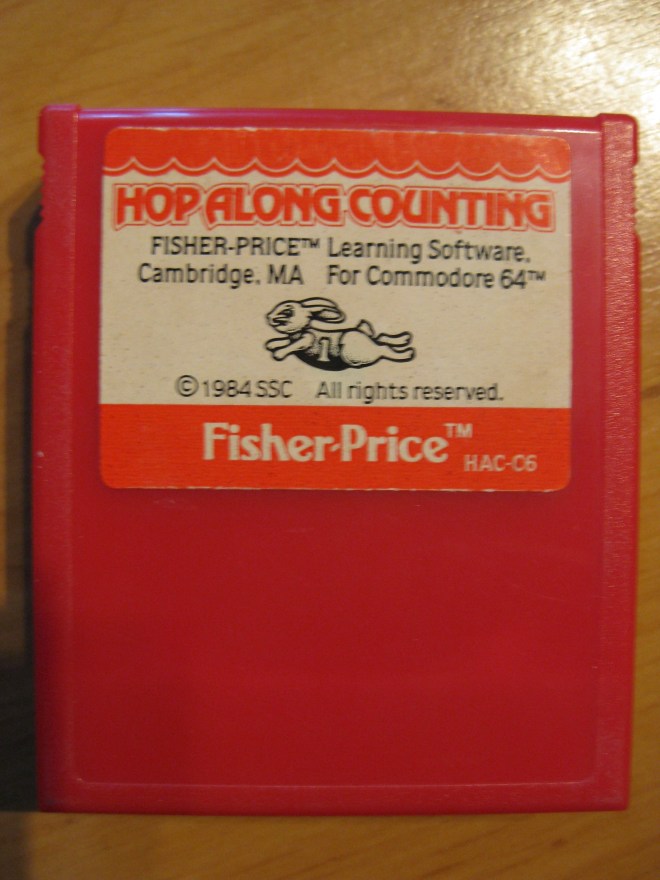 HOP ALONG COUNTING
FISHER-PRICE™ Learning Software,
Cambridge, MA For Commodore 64™
1
©1984 SSC All rights reserved.
Fisher-Price™
HAC-C6